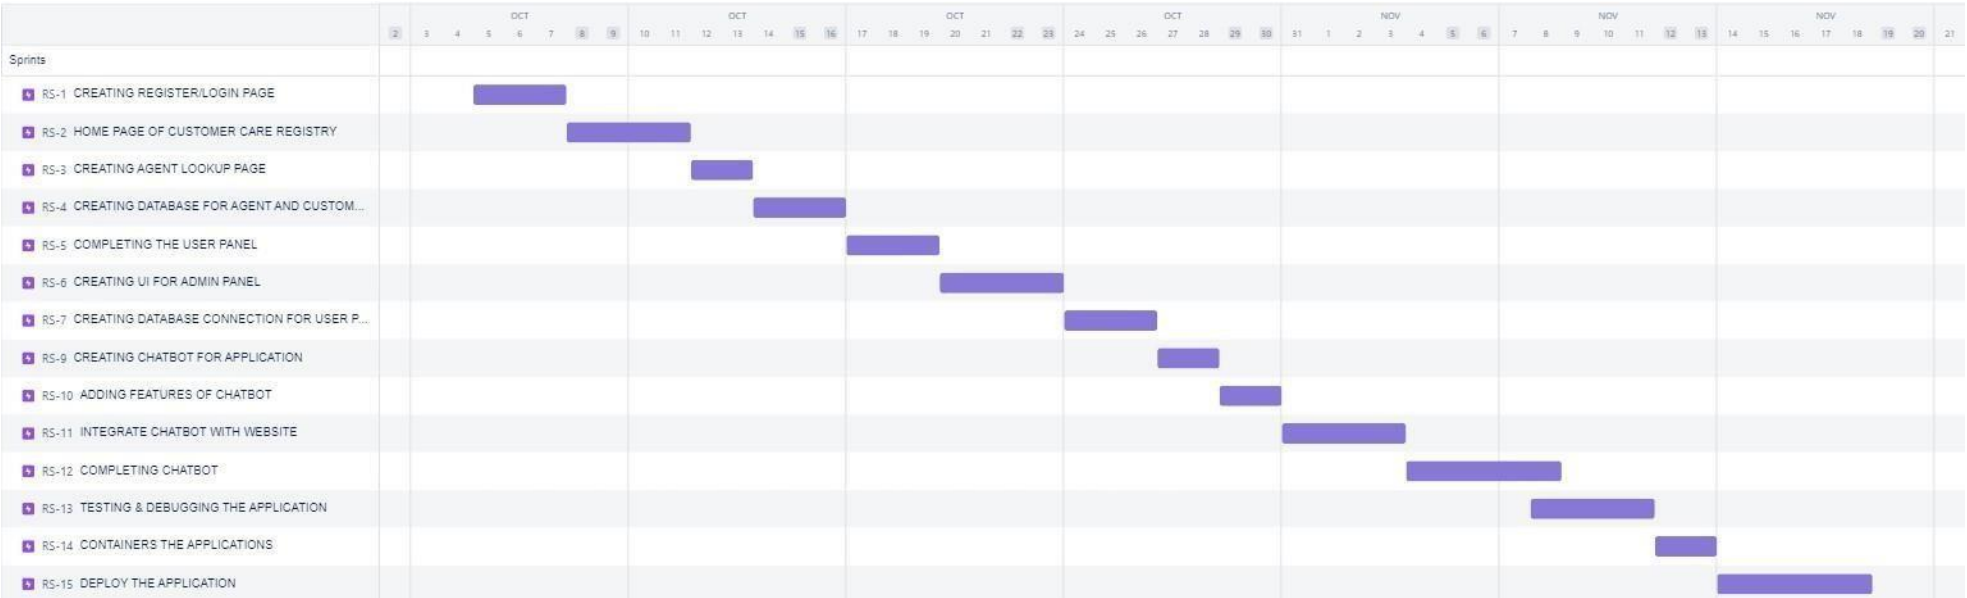 OCT OCT OCT OCT NOV NOV NOV
2 3 4 5 6 7 8 9 10 11 12 13 14 15 16 17 18 19 20 21 22 23 24 25 26 27 28 29 30 31 1 2 3 4 5 6 7 8 9 10 11 12 13 14 15 16 17 18 19 20 21
Sprints
RS-1 CREATING REGISTER/LOGIN PAGE
RS-2 HOME PAGE OF CUSTOMER CARE REGISTRY
RS-3 CREATING AGENT LOOKUP PAGE
RS-4 CREATING DATABASE FOR AGENT AND CUSTOM...
RS-5 COMPLETING THE USER PANEL
RS-6 CREATING UI FOR ADMIN PANEL
RS-7 CREATING DATABASE CONNECTION FOR USER P...
RS-9 CREATING CHATBOT FOR APPLICATION
RS-10 ADDING FEATURES OF CHATBOT
RS-11 INTEGRATE CHATBOT WITH WEBSITE
RS-12 COMPLETING CHATBOT
RS-13 TESTING & DEBUGGING THE APPLICATION
RS-14 CONTAINERS THE APPLICATIONS
RS-15 DEPLOY THE APPLICATION